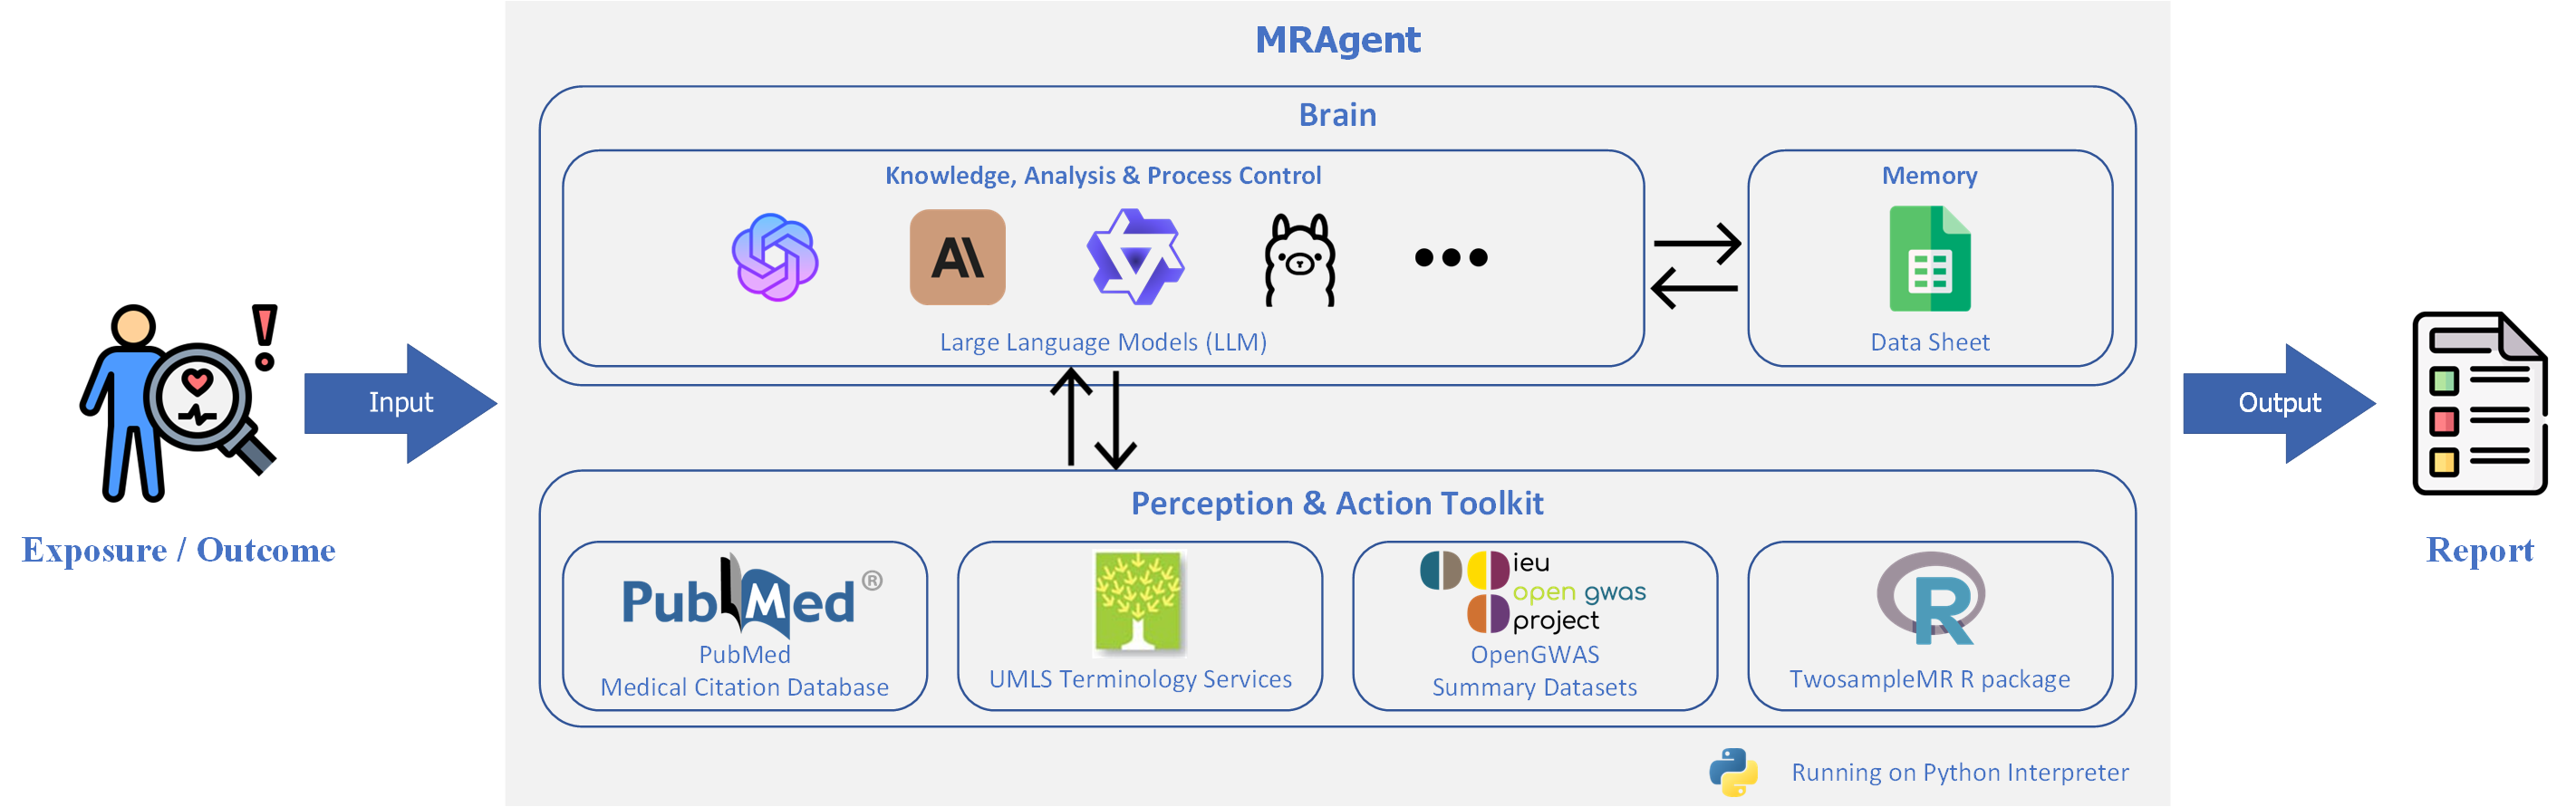 MRAgent
Brain
Knowledge, Analysis & Process Control
Memory
A\
Large Language Models (LLM)
Data Sheet
Input
Output
Exposure / Outcome
Report
Perception & Action Toolkit
PubMed®
PubMed
Medical Citation Database
UMLS Terminology Services
ieu
open gwas
project
OpenGWAS
Summary Datasets
R
TwosampleMR R package
Running on Python Interpreter